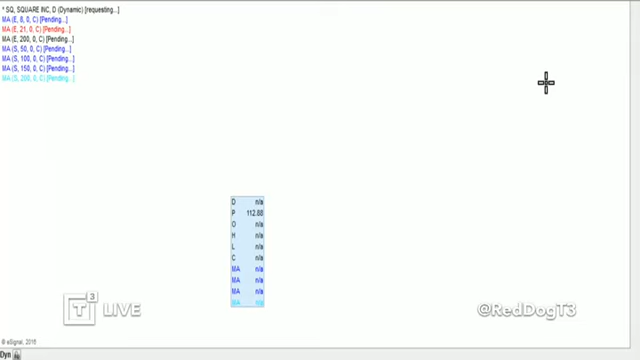 * SQ, SQUARE INC, D (Dynamic) [requesting...]
MA (E, 8, 0, C) [Pending...]
MA (E, 21, 0, C) [Pending...]
MA (E, 200, 0, C) [Pending...]
MA (S, 50, 0, C) [Pending...]
MA (S, 100, 0, C) [Pending...]
MA (S, 150, 0, C) [Pending...]
MA (S, 200, 0, C) [Pending...]
D n/a
P 112.88
O n/a
H n/a
L n/a
C n/a
MA n/a
MA n/a
MA n/a
MA n/a
T3 LIVE
@RedDogT3
© eSignal, 2015
Dyn